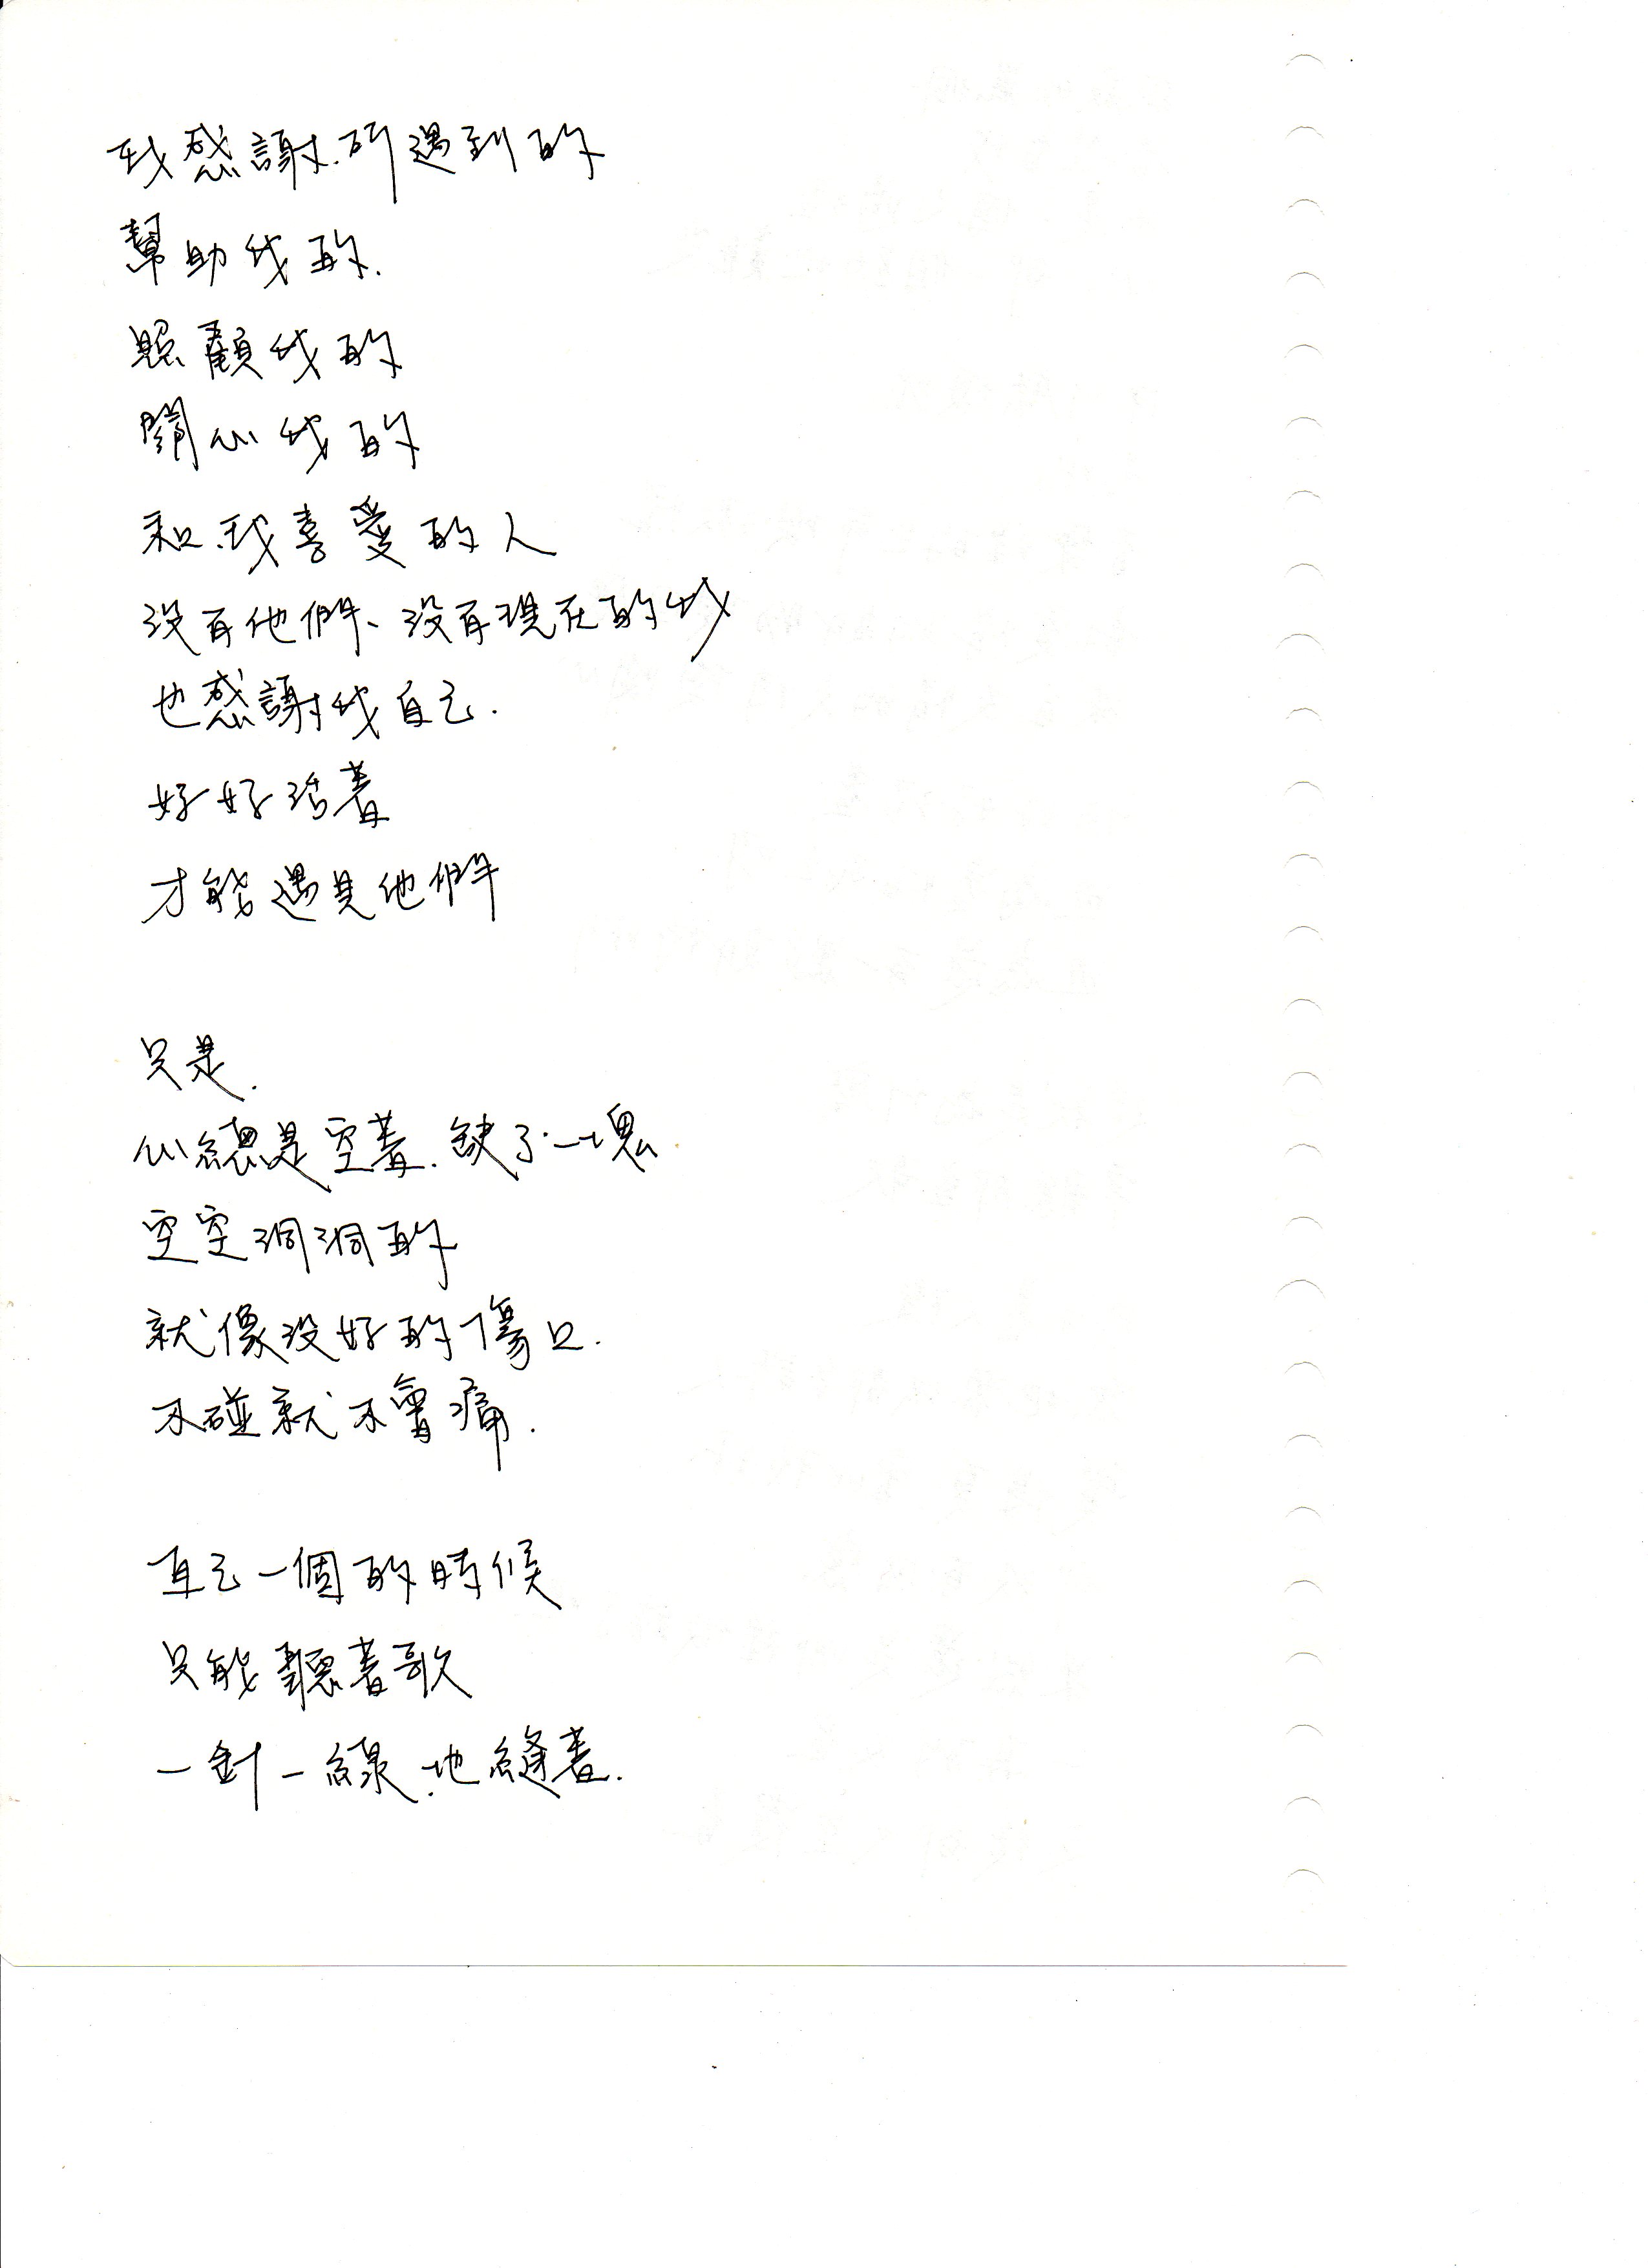 我感謝.所遇到的
幫助我的.
照顧我的
關心我的
和.我喜愛的人
沒有他們、沒有現在的我
也感謝我自己.
好好活著
才能遇見他們
只是.
心總是空著.缺了一塊
空空洞洞的
就像沒好的傷口.
不碰就不會痛.
自己一個的時候
只能聽著歌
一針一線.地縫著.